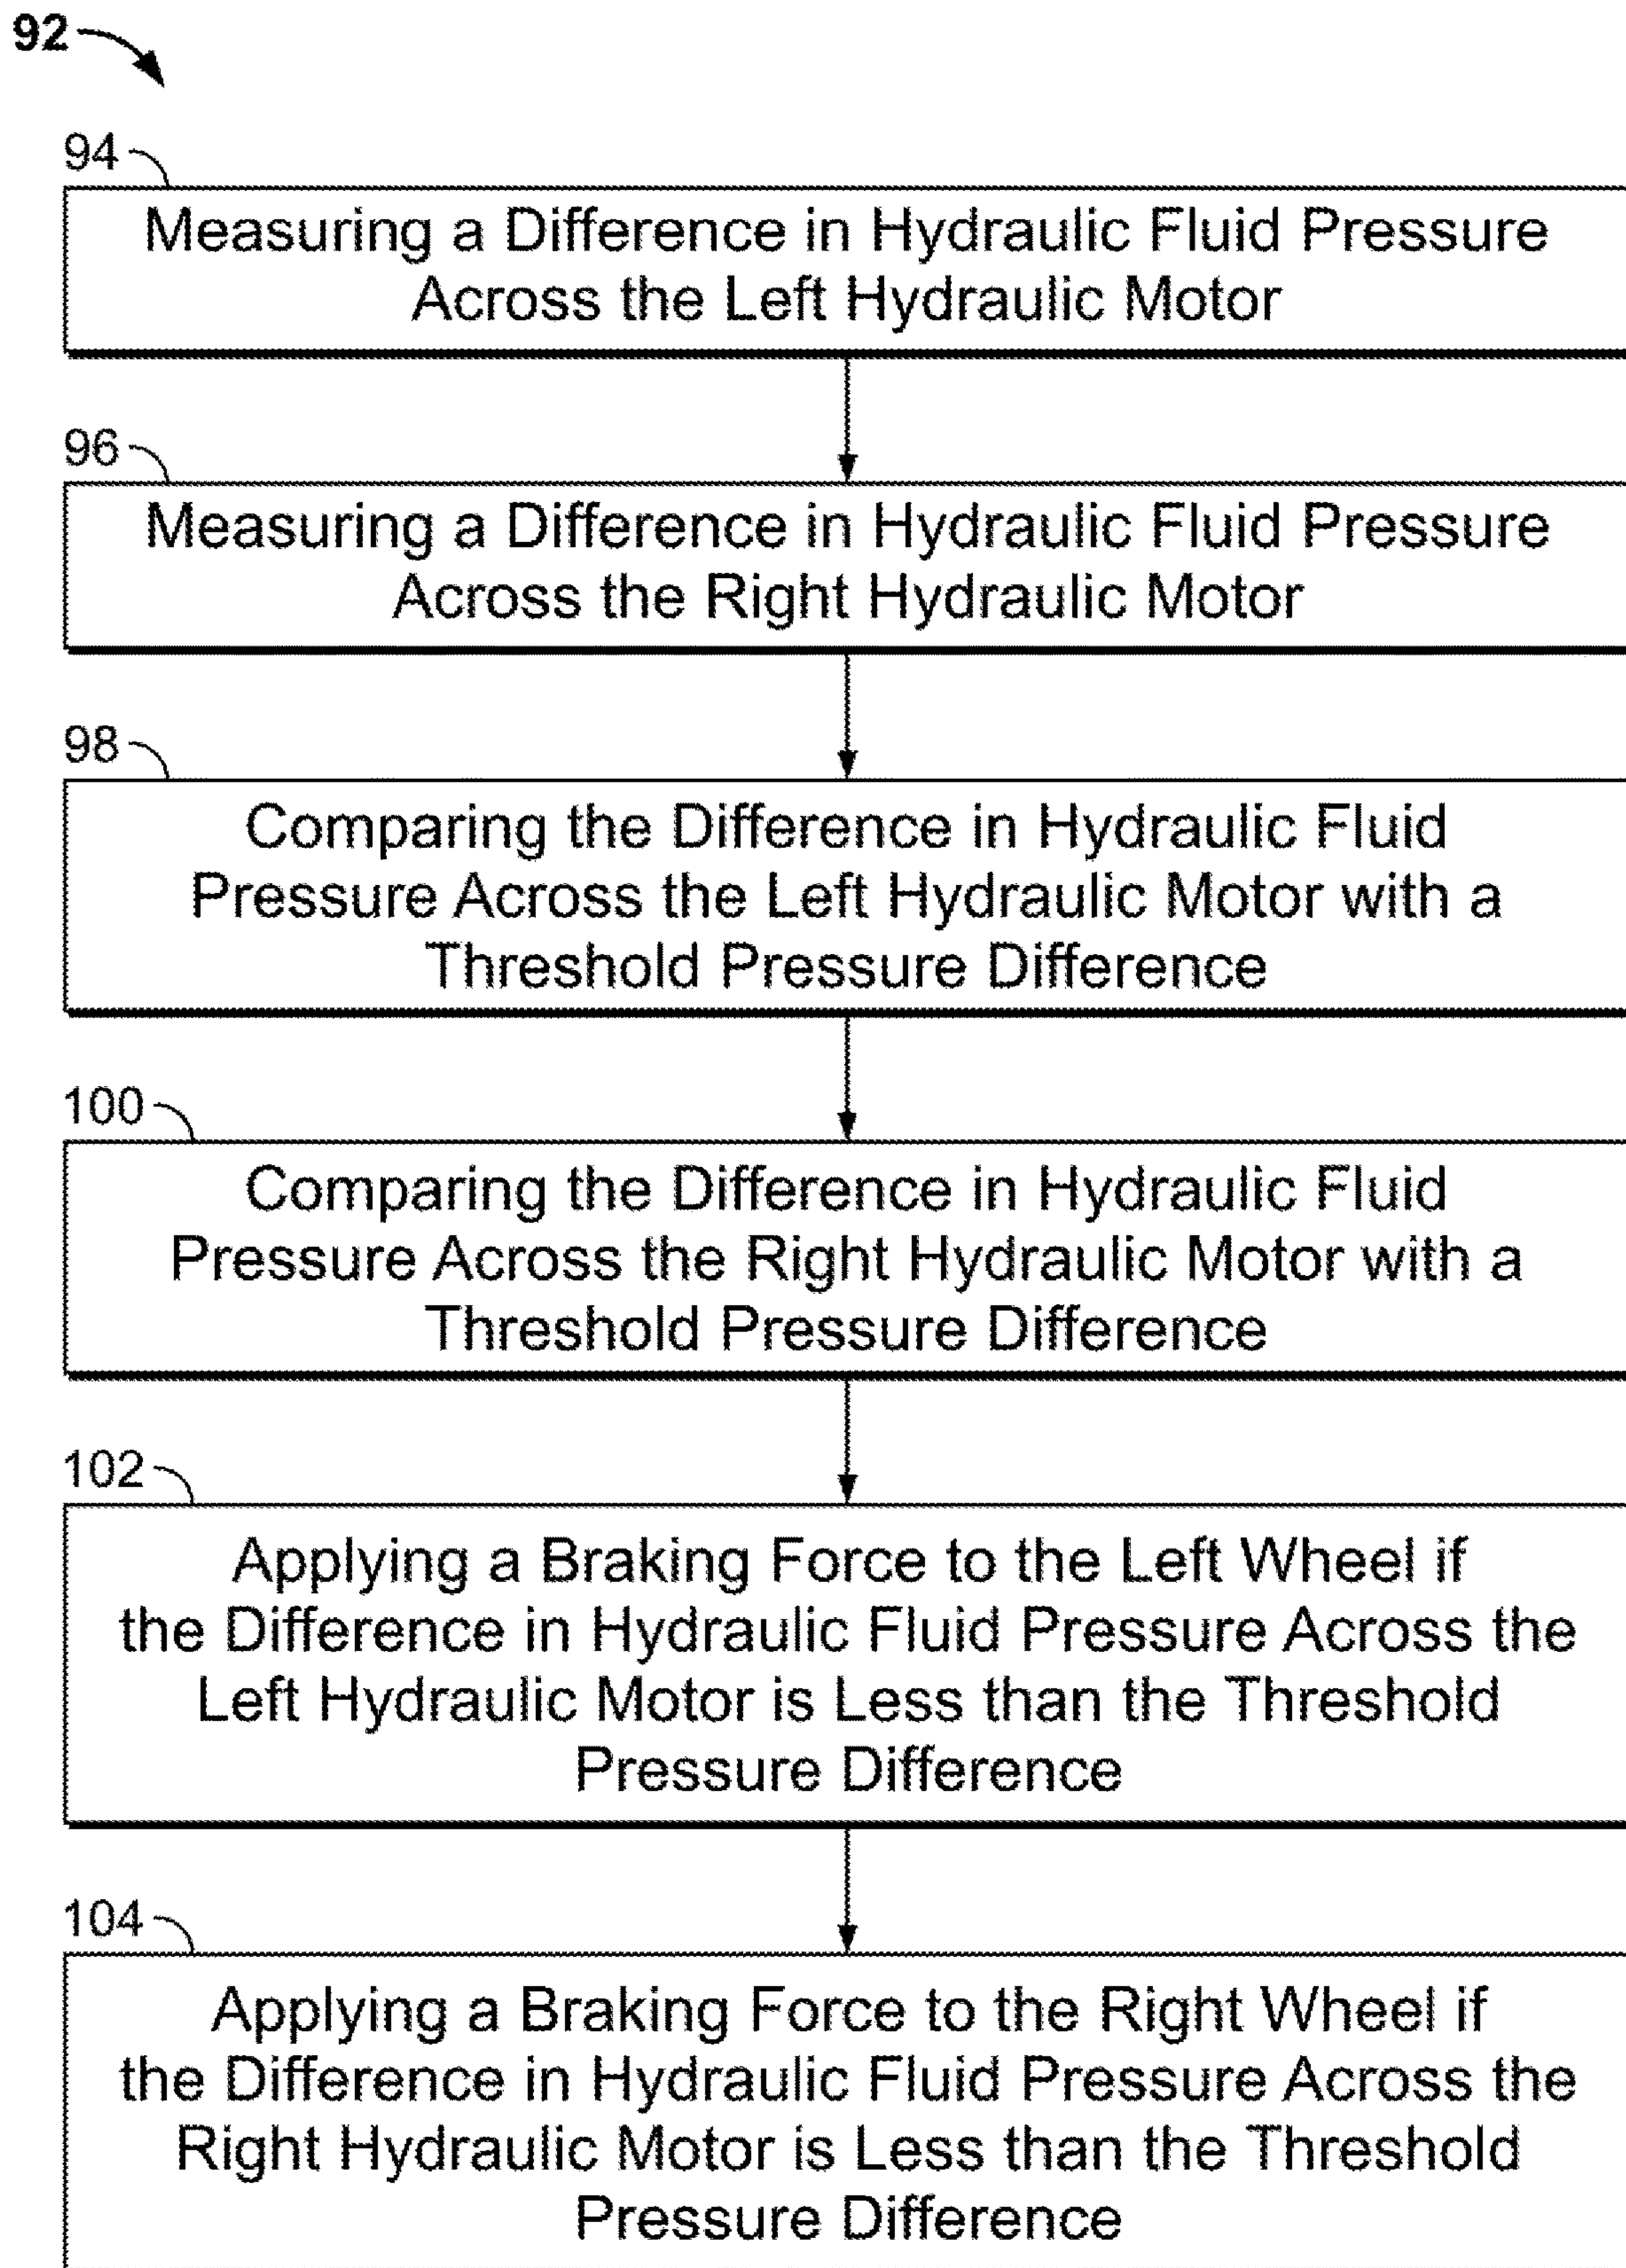 92
94
Measuring a Difference in Hydraulic Fluid Pressure
Across the Left Hydraulic Motor
96
Measuring a Difference in Hydraulic Fluid Pressure
Across the Right Hydraulic Motor
98
Comparing the Difference in Hydraulic Fluid
Pressure Across the Left Hydraulic Motor with a
Threshold Pressure Difference
100
Comparing the Difference in Hydraulic Fluid
Pressure Across the Right Hydraulic Motor with a
Threshold Pressure Difference
102
Applying a Braking Force to the Left Wheel if
the Difference in Hydraulic Fluid Pressure Across the
Left Hydraulic Motor is Less than the Threshold
Pressure Difference
104
Applying a Braking Force to the Right Wheel if
the Difference in Hydraulic Fluid Pressure Across the
Right Hydraulic Motor is Less than the Threshold
Pressure Difference